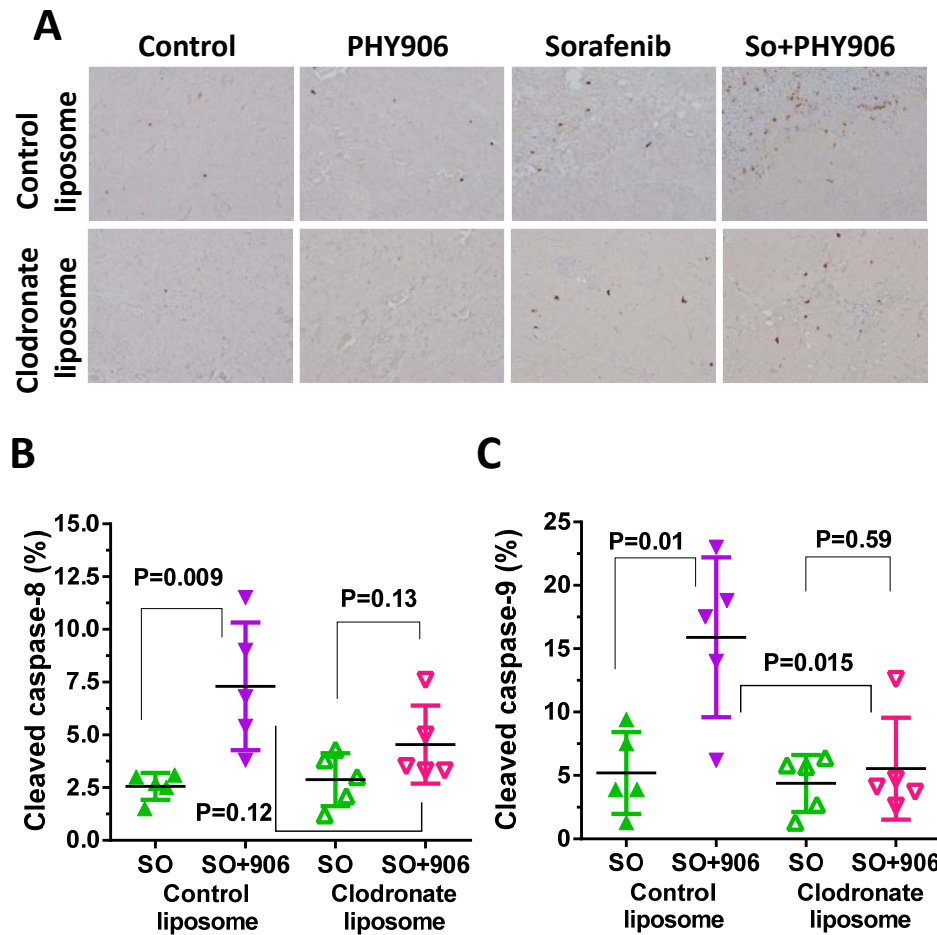 A
Control
PHY906
Sorafenib
So+PHY906
Control
liposome
Clodronate
liposome
B
Cleaved caspase-8 (%)
15.0
12.5
10.0
7.5
5.0
2.5
0.0
P=0.009
P=0.13
P=0.12
SO
SO+906
SO
SO+906
Control
liposome
Clodronate
liposome
C
Cleaved caspase-9 (%)
25
20
15
10
5
0
P=0.01
P=0.59
P=0.015
SO
SO+906
SO
SO+906
Control
liposome
Clodronate
liposome